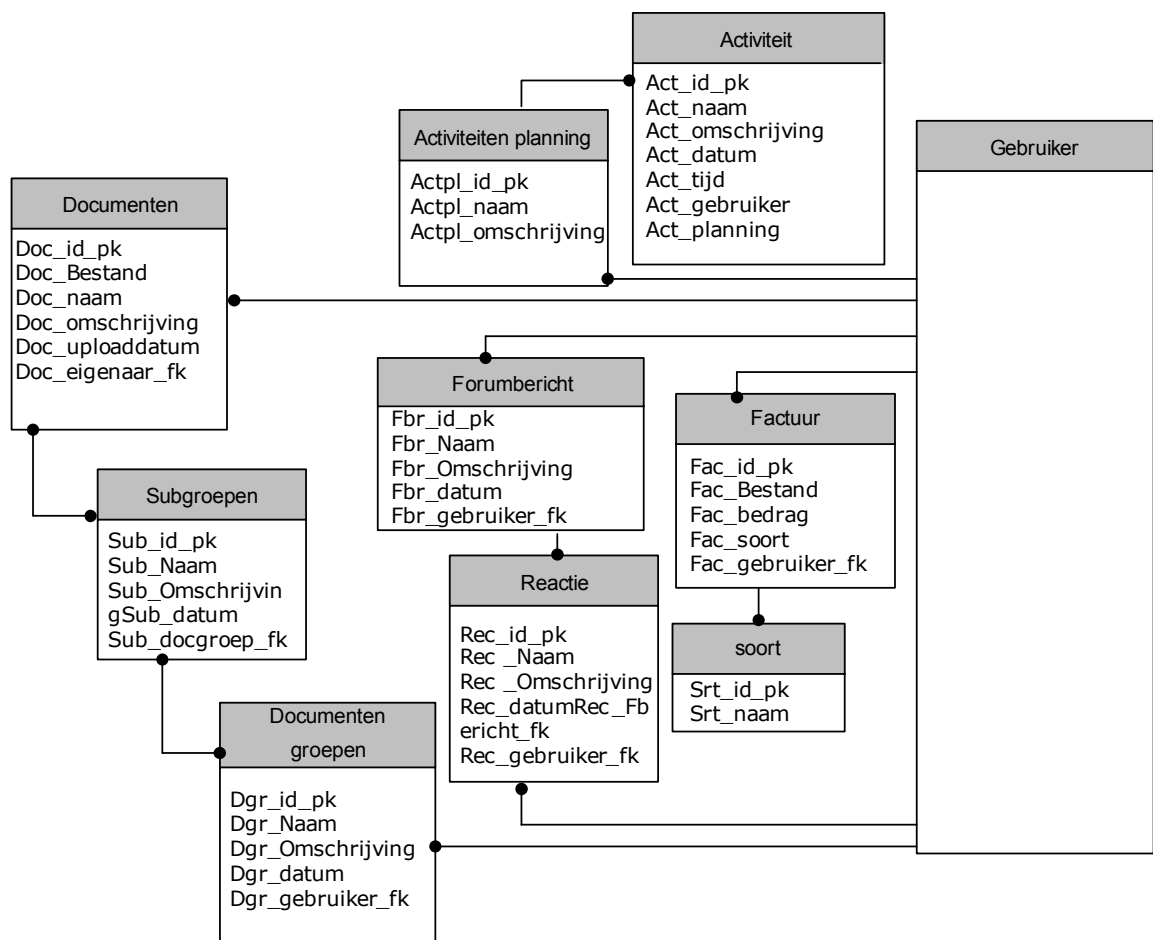 Activiteit
Act_id_pk
Act_naam
Act_omschrijving
Act_datum
Act_tijd
Act_gebruiker
Act_planning
Activiteiten planning
Actpl_id_pk
Actpl_naam
Actpl_omschrijving
Gebruiker
Documenten
Doc_id_pk
Doc_Bestand
Doc_naam
Doc_omschrijving
Doc_uploaddatum
Doc_eigenaar_fk
Forumbericht
Fbr_id_pk
Fbr_Naam
Fbr_Omschrijving
Fbr_datum
Fbr_gebruiker_fk
Factuur
Fac_id_pk
Fac_Bestand
Fac_bedrag
Fac_soort
Fac_gebruiker_fk
Subgroepen
Sub_id_pk
Sub_Naam
Sub_Omschrijvin
gSub_datum
Sub_docgroep_fk
Reactie
Rec_id_pk
Rec _Naam
Rec _Omschrijving
Rec_datumRec_Fb
ericht_fk
Rec_gebruiker_fk
soort
Srt_id_pk
Srt_naam
Documenten
groepen
Dgr_id_pk
Dgr_Naam
Dgr_Omschrijving
Dgr_datum
Dgr_gebruiker_fk